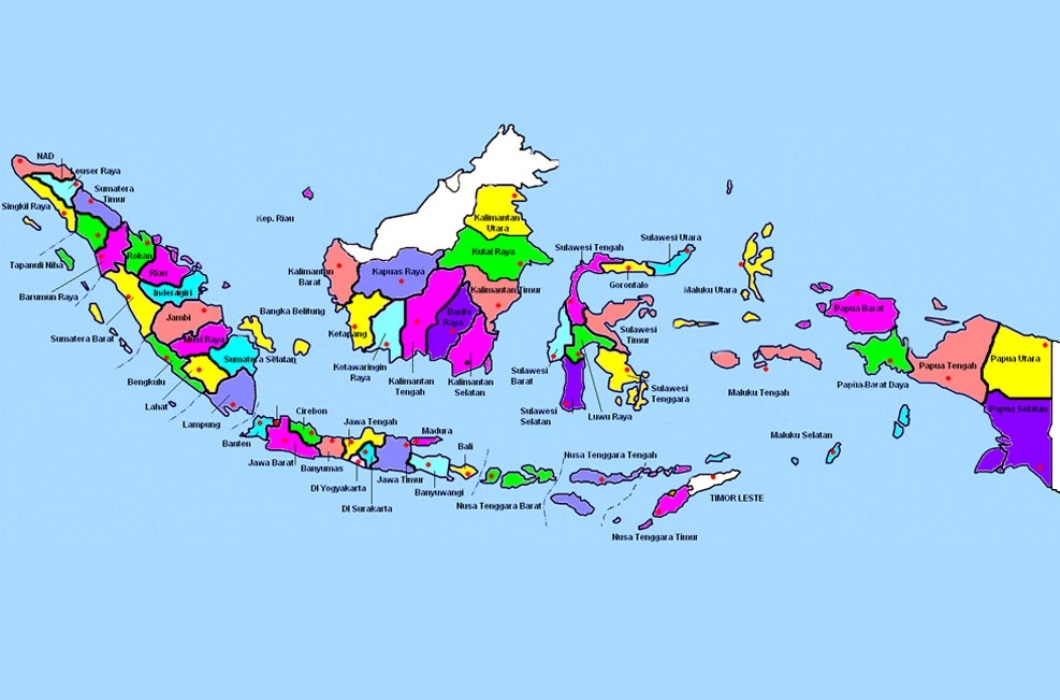 NAD
Leuser Raya
Sumatera
Timur
Singkil Raya
Tapanuli Niha
Barumun Raya
Rokan
Riau
Inderagiri
Sumatera Barat
Jambi
Musi Raya
Sumatera Selatan
Bengkulu
Lahat
Lampung
Bangka Belitung
Kep. Riau
Banten
Cirebon
Jawa Barat
Banyumas
Jawa Tengah
DI Yogyakarta
DI Surakarta
Jawa Timur
Madura
Banyuwangi
Bali
Kalimantan
Barat
Kapuas Raya
Ketapang
Kotawaringin
Raya
Kalimantan
Tengah
Barito
Raya
Kalimantan
Selatan
Kalimantan Timur
Kutai Raya
Kalimantan
Utara
Sulawesi Tengah
Sulawesi Utara
Gorontalo
Sulawesi
Timur
Sulawesi
Barat
Sulawesi
Selatan
Luwu Raya
Sulawesi
Tenggara
Nusa Tenggara Barat
Nusa Tenggara Tengah
Nusa Tenggara Timur
TIMOR LESTE
Maluku Utara
Maluku Tengah
Maluku Selatan
Papua Barat
Papua Barat Daya
Papua Tengah
Papua Utara
Papua Selatan